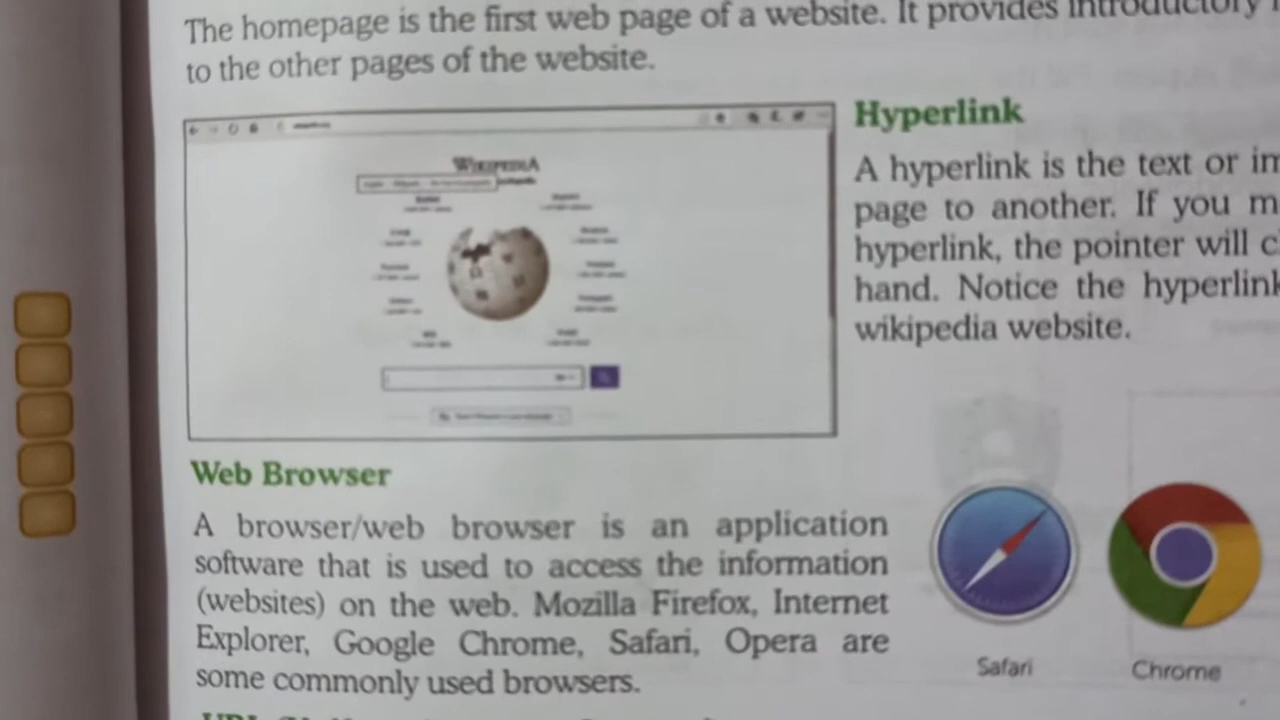 The homepage is the first web page of a website. It provides introductory
to the other pages of the website.
WIKIPEDIA
Hyperlink
A hyperlink is the text or im
page to another. If you m
hyperlink, the pointer will c
hand. Notice the hyperlink
wikipedia website.
Web Browser
A browser/web browser is an application
software that is used to access the information
(websites) on the web. Mozilla Firefox, Internet
Explorer, Google Chrome, Safari, Opera are
some commonly used browsers.
Safari
Chrome